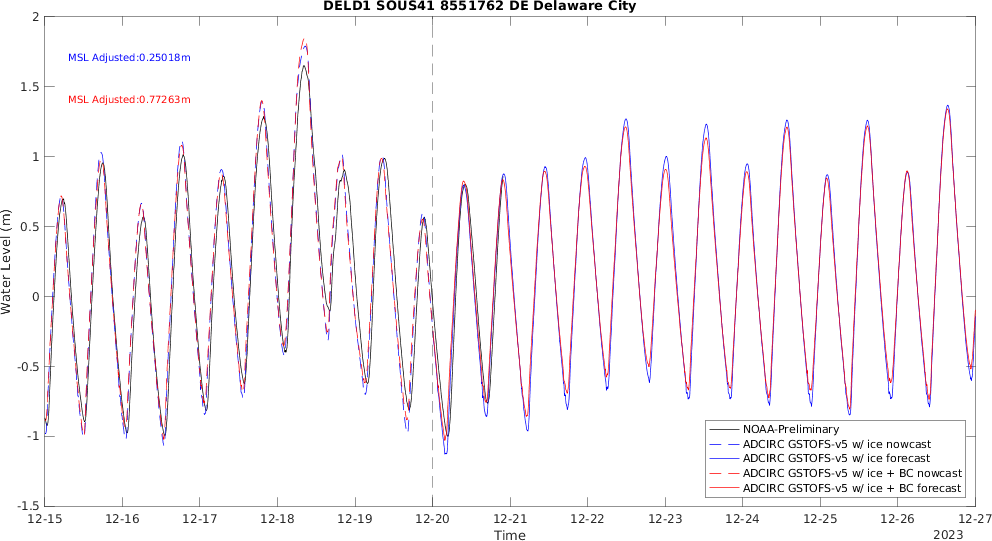 DELD1 SOUS41 8551762 DE Delaware City
2
MSL Adjusted:0.25018m
1.5
MSL Adjusted:0.77263m
1
0.5
Water Level (m)
0
-0.5
-1
NOAA-Preliminary
ADCIRC GSTOFS-v5 w/ ice nowcast
ADCIRC GSTOFS-v5 w/ ice forecast
ADCIRC GSTOFS-v5 w/ ice + BC nowcast
ADCIRC GSTOFS-v5 w/ ice + BC forecast
-1.5
12-15 12-16 12-17 12-18 12-19 12-20 12-21 12-22 12-23 12-24 12-25 12-26 12-27
Time
2023